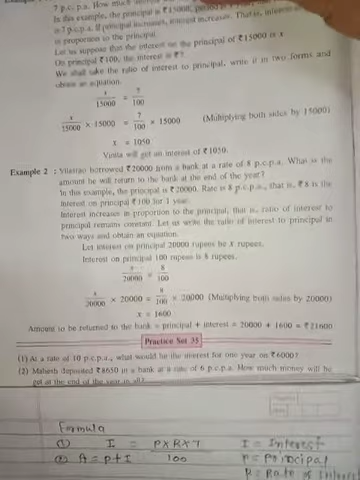 7 p.c. p.a. How much
In this example, the principal is ₹15000,
is 7 p.c.p.a. If principal increases, interest increases. That is, interest
is proportion to the principal.
Let us suppose that the interest on the principal of ₹15000 is x
On principal ₹100, the interest is ₹7
We shall take the ratio of interest to principal, write it in two forms and
obtain an equation.
x/15000 = 7/100
x/15000 × 15000 = 7/100 × 15000 (Multiplying both sides by 15000)
x = 1050
will get an interest of ₹1050.
Example 2 : Vilasrao borrowed ₹20000 from a bank at a rate of 8 p.c.p.a. What is the
amount he will return to the bank at the end of the year?
In this example, the principal is ₹20000. Rate is 8 p.c.p.a., that is, ₹8 is the
interest on principal ₹100 for 1 year.
Interest increases in proportion to the principal, that is, ratio of interest to
principal remains constant. Let us write the ratio of interest to principal in
two ways and obtain an equation.
Let interest on principal 20000 rupees be x rupees.
Interest on principal 100 rupees is 8 rupees.
x/20000 = 8/100
x/20000 × 20000 = 8/100 × 20000 (Multiplying both sides by 20000)
x = 1600
Amount to be returned to the bank = principal + interest = 20000 + 1600 = ₹21600
Practice Set 35
(1) At a rate of 10 p.c.p.a., what would be the interest for one year on ₹6000?
(2) Mahesh deposited ₹8650 in a bank at a rate of 6 p.c.p.a. How much money will he
get at the end of the year in all?
Formula
① I = P×R×T/100 I = Interest
② A = P+I P = Principal
R = Rate of Interest